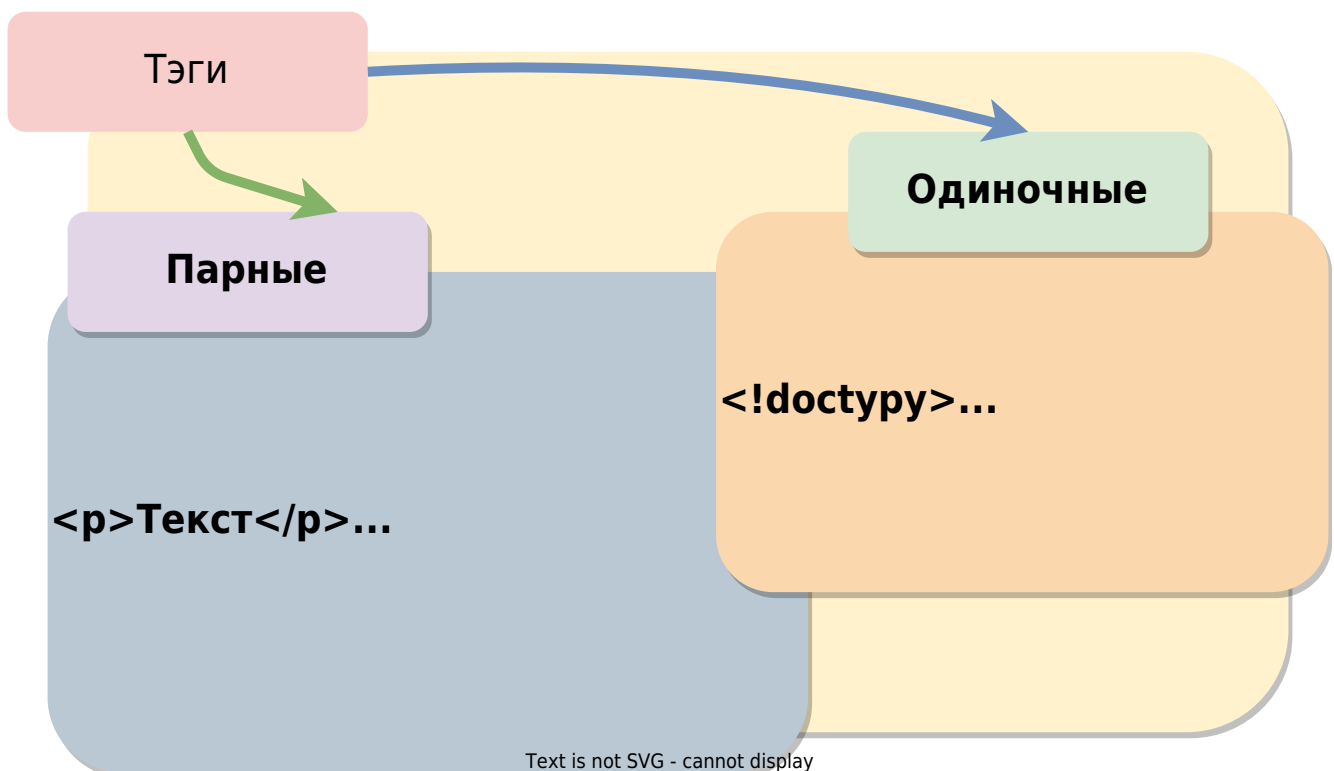 Тэги
Одиночные
Парные
<!doctypy>...
<p>Текст</p>...
Text is not SVG - cannot display